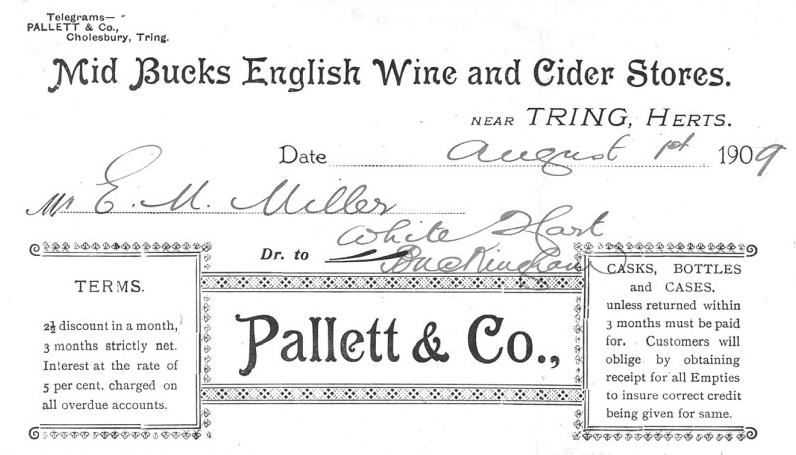 Telegrams—
PALLETT & Co.,
Cholesbury, Tring.
Mid Bucks English Wine and Cider Stores.
NEAR TRING, HERTS.
Date August 1st 1909
Mr E. M. Miller
White Hart
Dr. to Buckingham
TERMS.
2½ discount in a month,
3 months strictly net.
Interest at the rate of
5 per cent. charged on
all overdue accounts.
Pallett & Co.,
CASKS, BOTTLES
and CASES.
unless returned within
3 months must be paid
for. Customers will
oblige by obtaining
receipt for all Empties
to insure correct credit
being given for same.